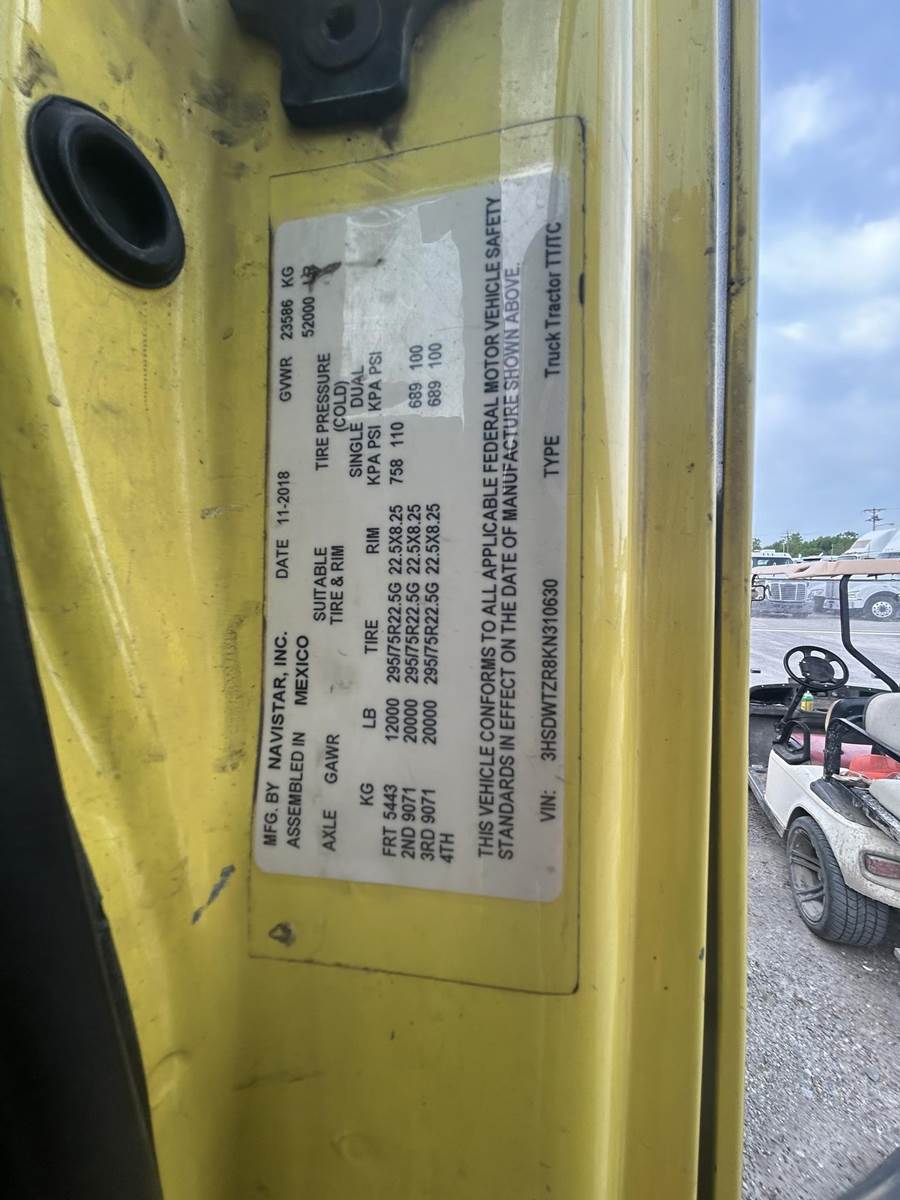 MFG. BY NAVISTAR, INC. DATE 11-2018 GVWR 23586 KG
ASSEMBLED IN MEXICO 52000 LB
AXLE GAWR SUITABLE TIRE PRESSURE
TIRE & RIM (COLD)
SINGLE DUAL
KG LB TIRE RIM KPA PSI KPA PSI
FRT 5443 12000 295/75R22.5G 22.5X8.25 758 110
2ND 9071 20000 295/75R22.5G 22.5X8.25 689 100
3RD 9071 20000 295/75R22.5G 22.5X8.25 689 100
4TH
THIS VEHICLE CONFORMS TO ALL APPLICABLE FEDERAL MOTOR VEHICLE SAFETY
STANDARDS IN EFFECT ON THE DATE OF MANUFACTURE SHOWN ABOVE.
VIN: 3HSDWTZR8KN310630 TYPE Truck Tractor TT/TC